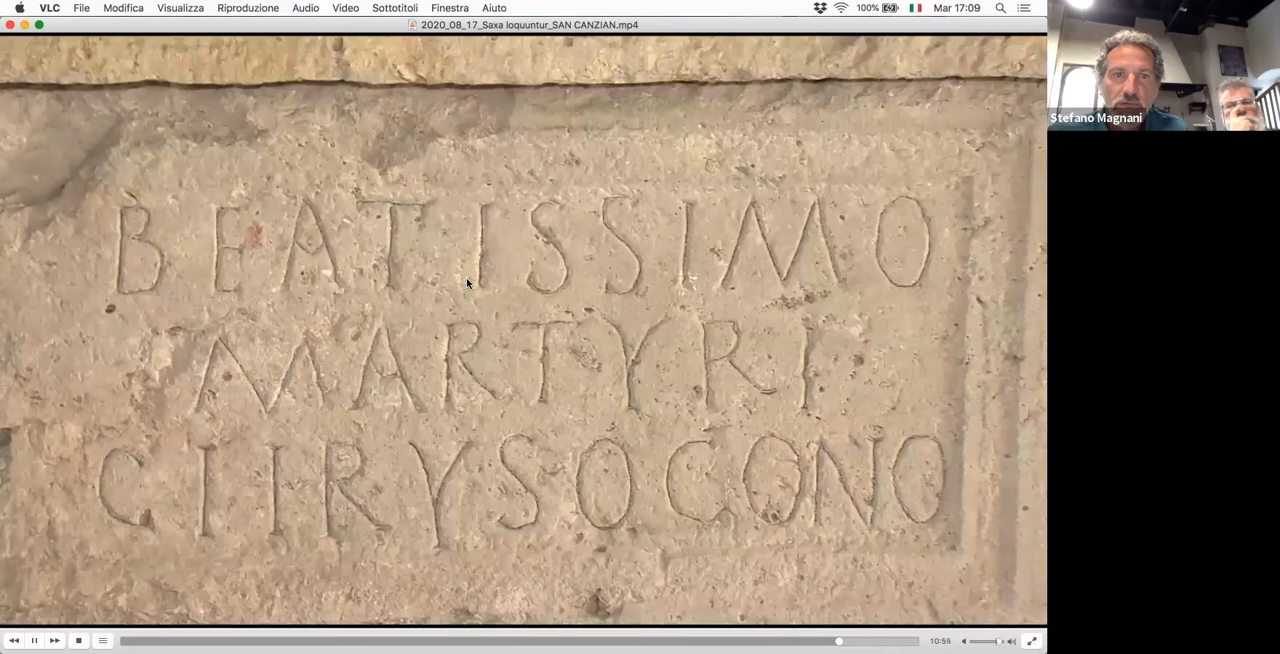 VLC File Modifica Visualizza Riproduzione Audio Video Sottotitoli Finestra Aiuto 100% Mar 17:09
2020_08_17_Saxa loquuntur_SAN CANZIAN.mp4
Stefano Magnani
BEATISSIMO
MARTYRI
CHRYSOGONO
10:55